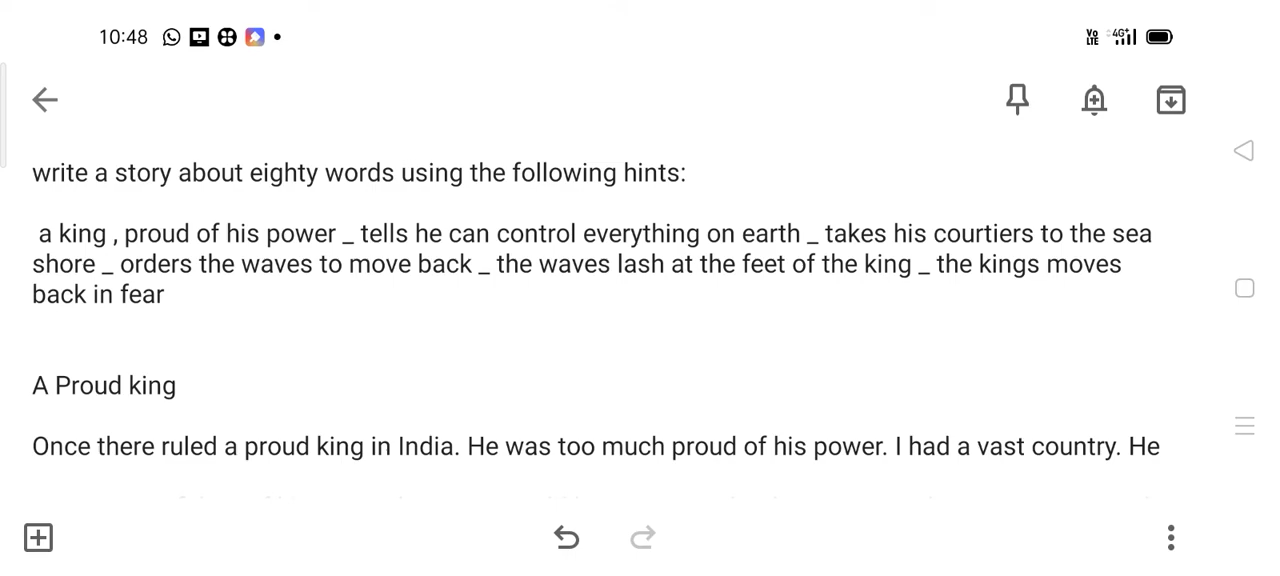 10:48
Vo LTE 4G+
write a story about eighty words using the following hints:
a king , proud of his power _ tells he can control everything on earth _ takes his courtiers to the sea
shore _ orders the waves to move back _ the waves lash at the feet of the king _ the kings moves
back in fear
A Proud king
Once there ruled a proud king in India. He was too much proud of his power. I had a vast country. He